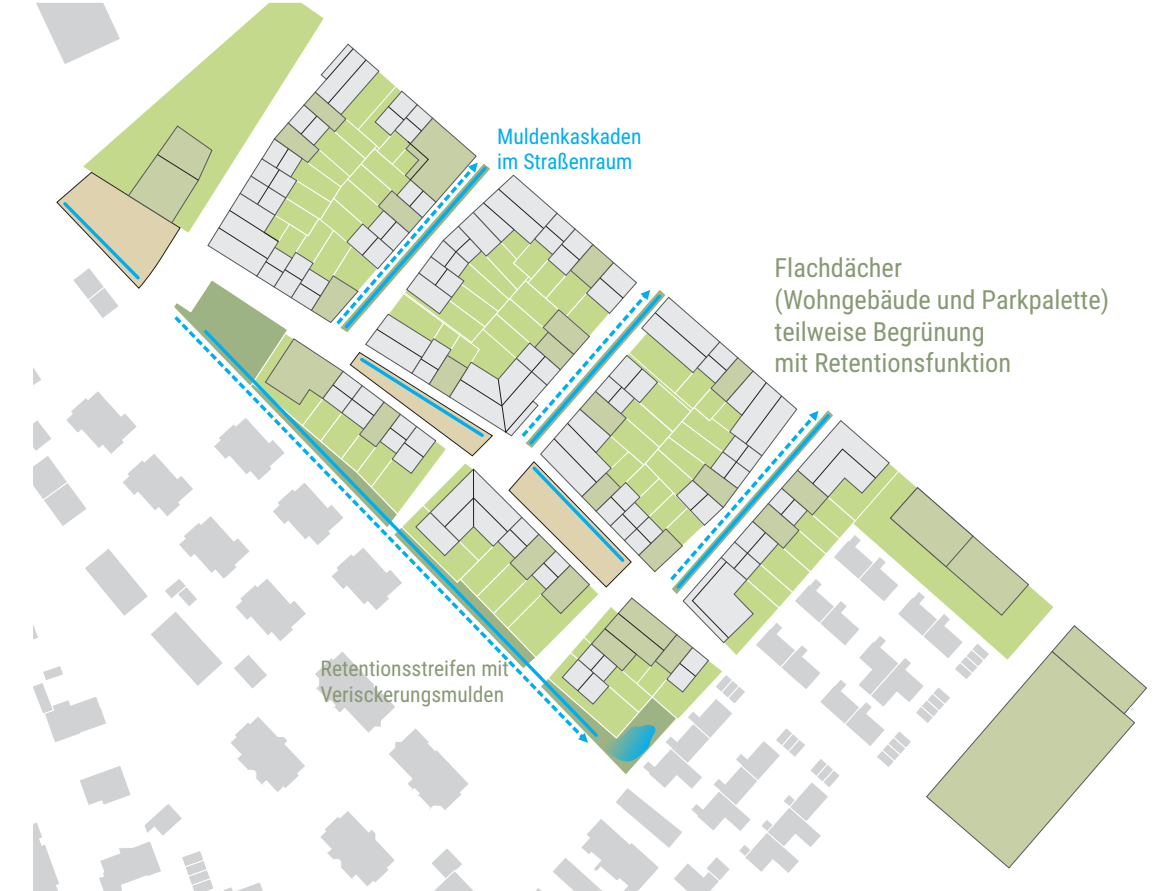 Muldenkaskaden
im Straßenraum
Flachdächer
(Wohngebäude und Parkpalette)
teilweise Begrünung
mit Retentionsfunktion
Retentionsstreifen mit
Verisckerungsmulden